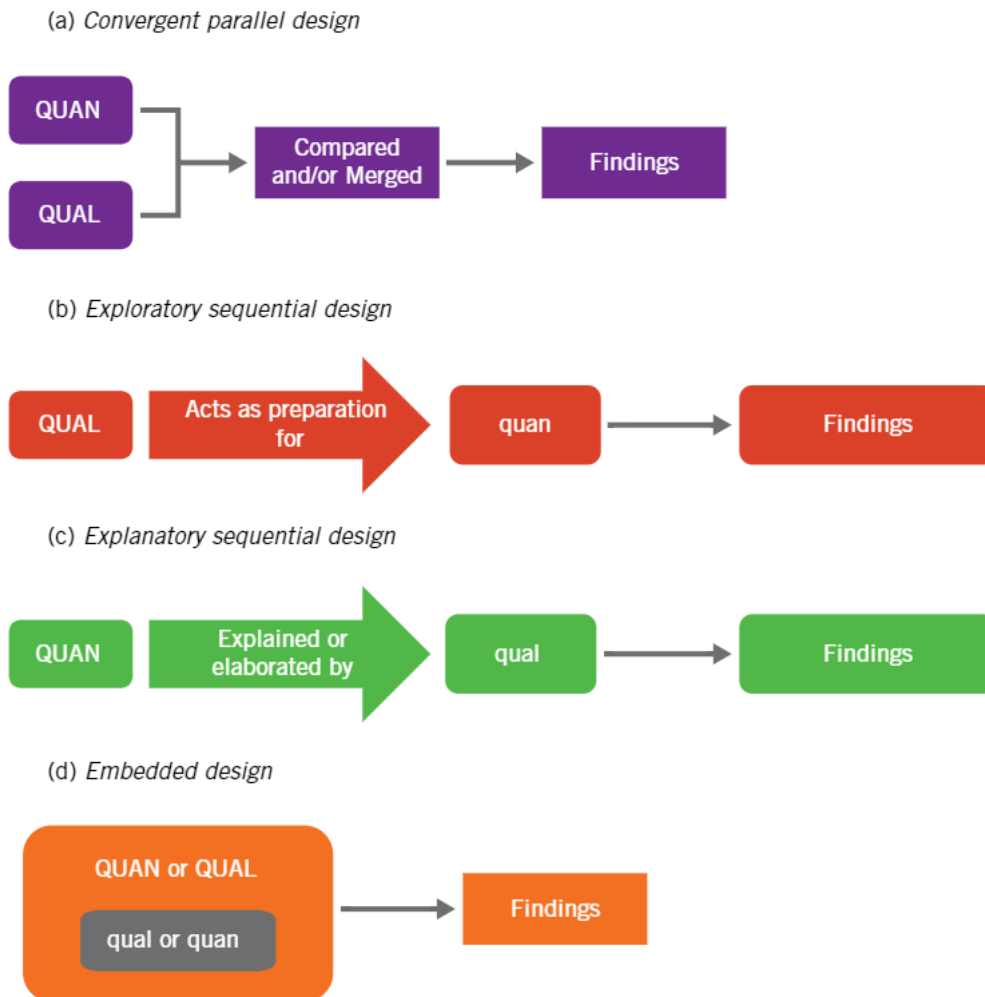 (a) Convergent parallel design
QUAN
QUAL
Compared
and/or Merged
Findings
(b) Exploratory sequential design
QUAL
Acts as preparation
for
quan
Findings
(c) Explanatory sequential design
QUAN
Explained or
elaborated by
qual
Findings
(d) Embedded design
QUAN or QUAL
qual or quan
Findings